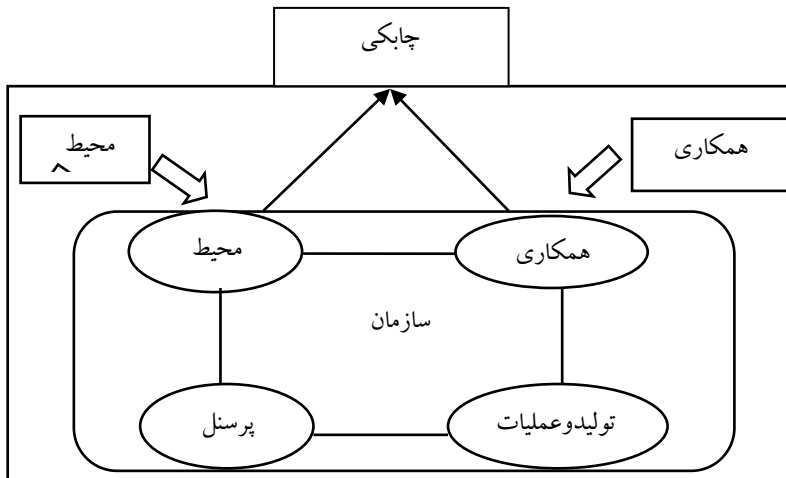 چابکی
همکاری
محیط
همکاری
محیط
سازمان
تولیدوعملیات
پرسنل